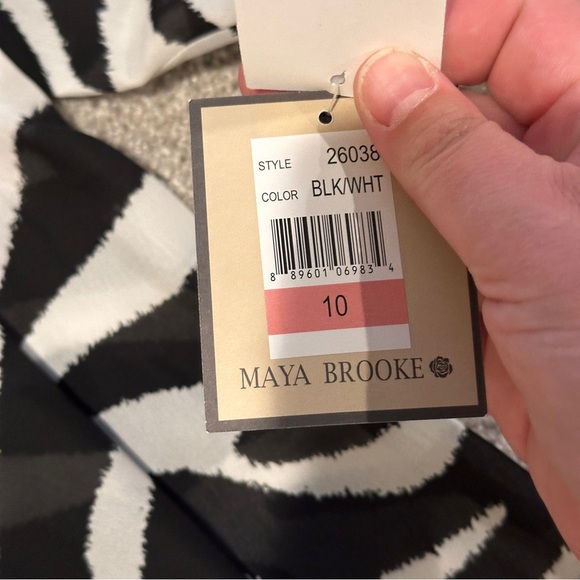 STYLE 26038
COLOR BLK/WHT
8 89601 06983 4
10
MAYA BROOKE